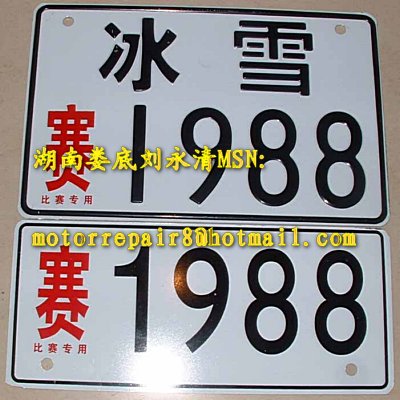 冰 雪
赛 1988
湖南娄底刘永清MSN:
比赛专用
motorrepair8@hotmail.com
赛 1988
比赛专用